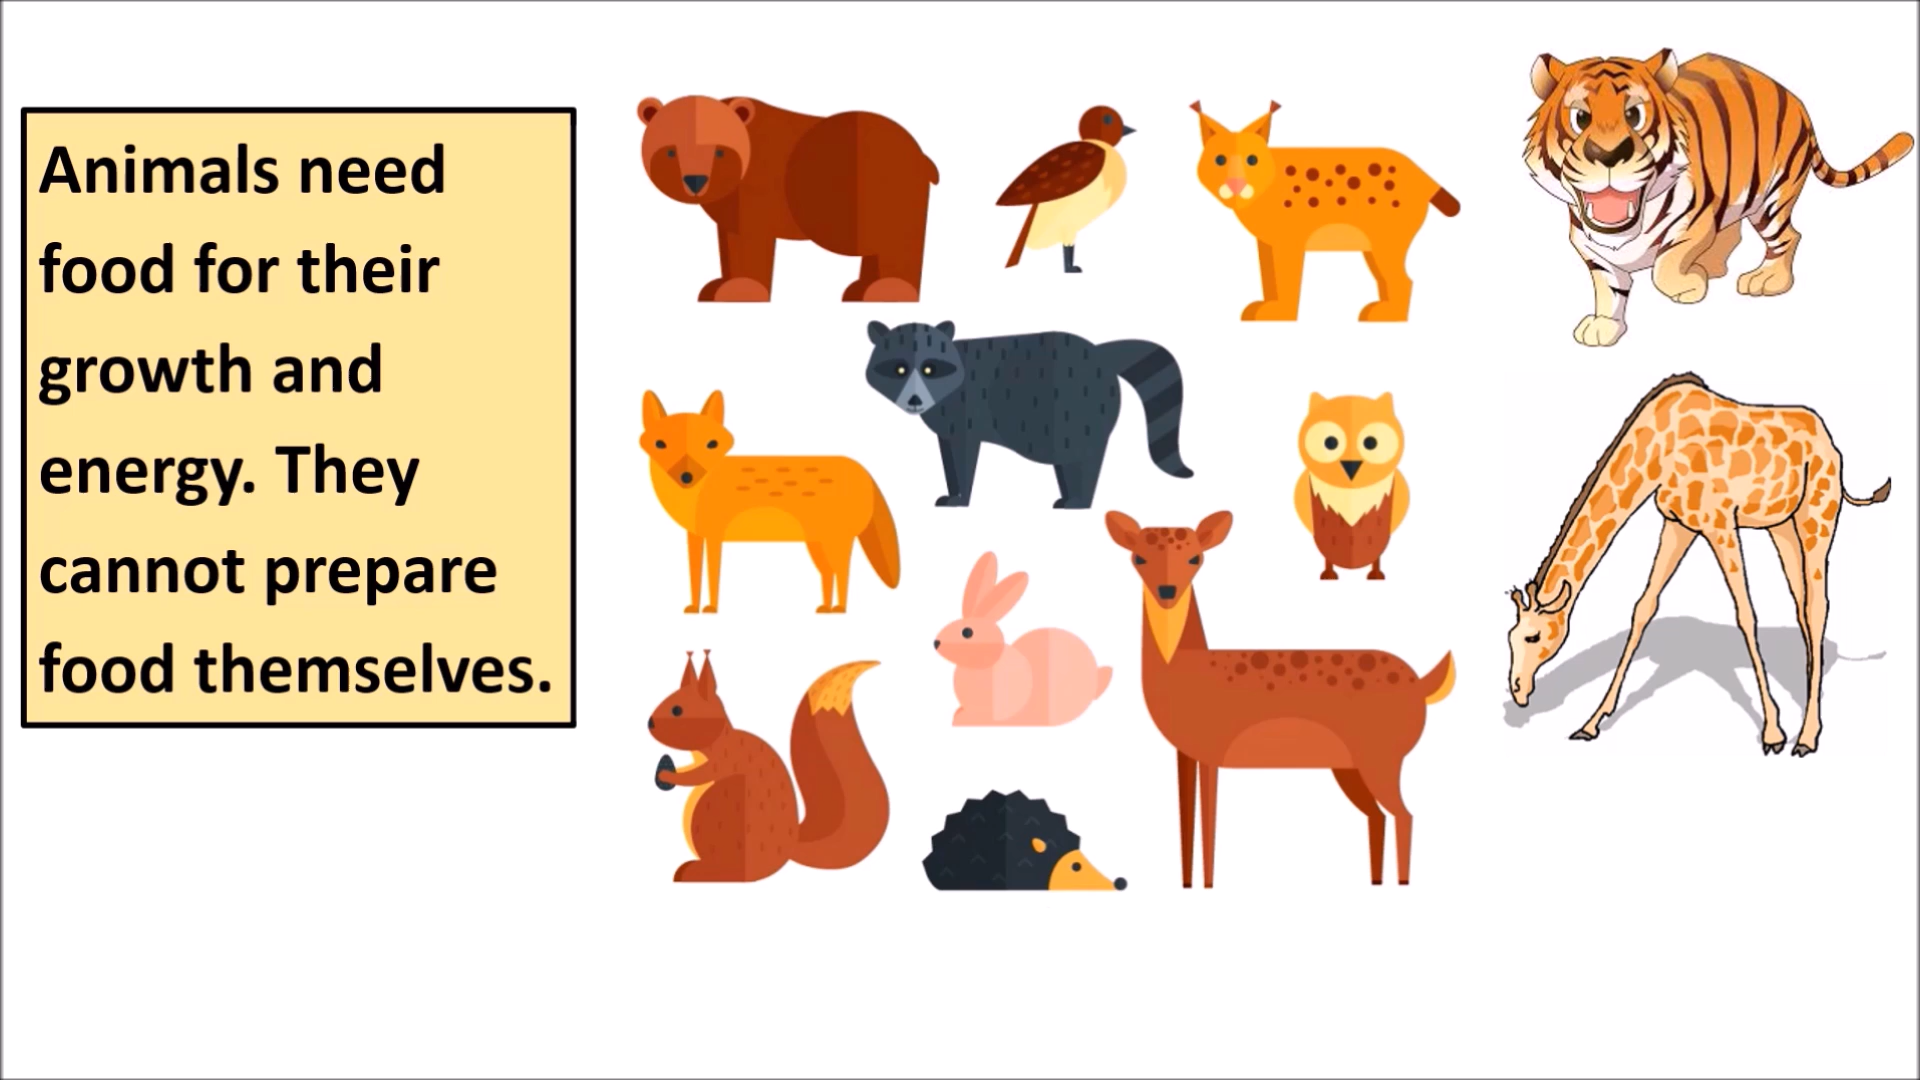 Animals need
food for their
growth and
energy. They
cannot prepare
food themselves.